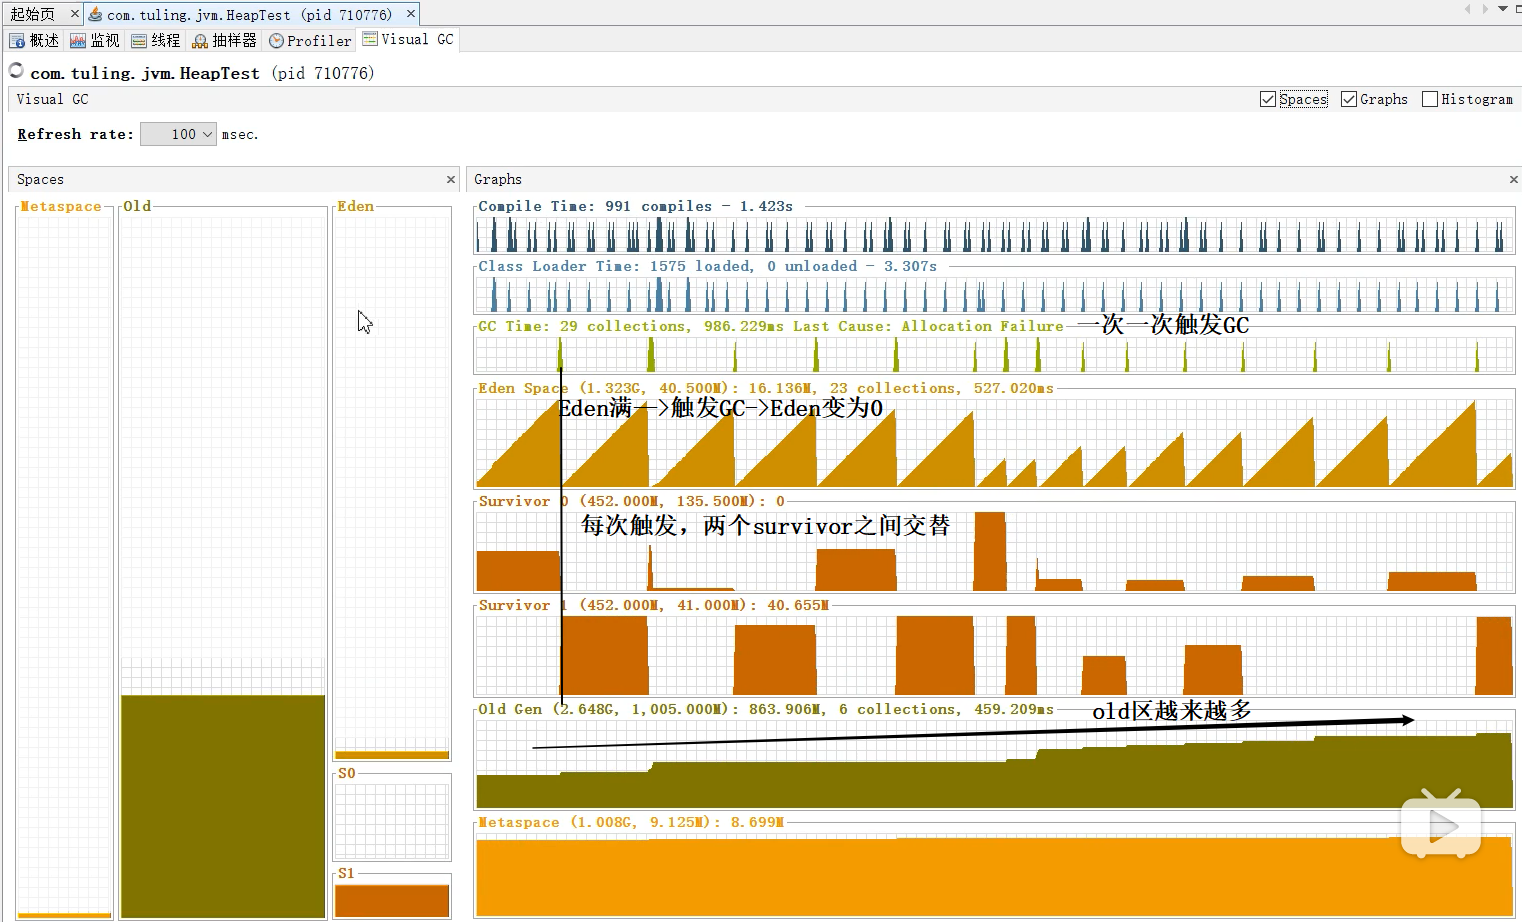 起始页 × com.tuling.jvm.HeapTest (pid 710776) ×
概述 监视 线程 抽样器 Profiler Visual GC
com.tuling.jvm.HeapTest (pid 710776)
Visual GC Spaces Graphs Histogram
Refresh rate: 100 msec.
Spaces ×
Metaspace Old Eden
S0
S1
Graphs ×
Compile Time: 991 compiles - 1.423s
Class Loader Time: 1575 loaded, 0 unloaded - 3.307s
GC Time: 29 collections, 986.229ms Last Cause: Allocation Failure
一次一次触发GC
Eden Space (1.323G, 40.500M): 16.136M, 23 collections, 527.020ms
Eden满—>触发GC->Eden变为0
Survivor 0 (452.000M, 135.500M): 0
每次触发，两个survivor之间交替
Survivor 1 (452.000M, 41.000M): 40.655M
Old Gen (2.648G, 1,005.000M): 863.906M, 6 collections, 459.209ms
old区越来越多
Metaspace (1.008G, 9.125M): 8.699M